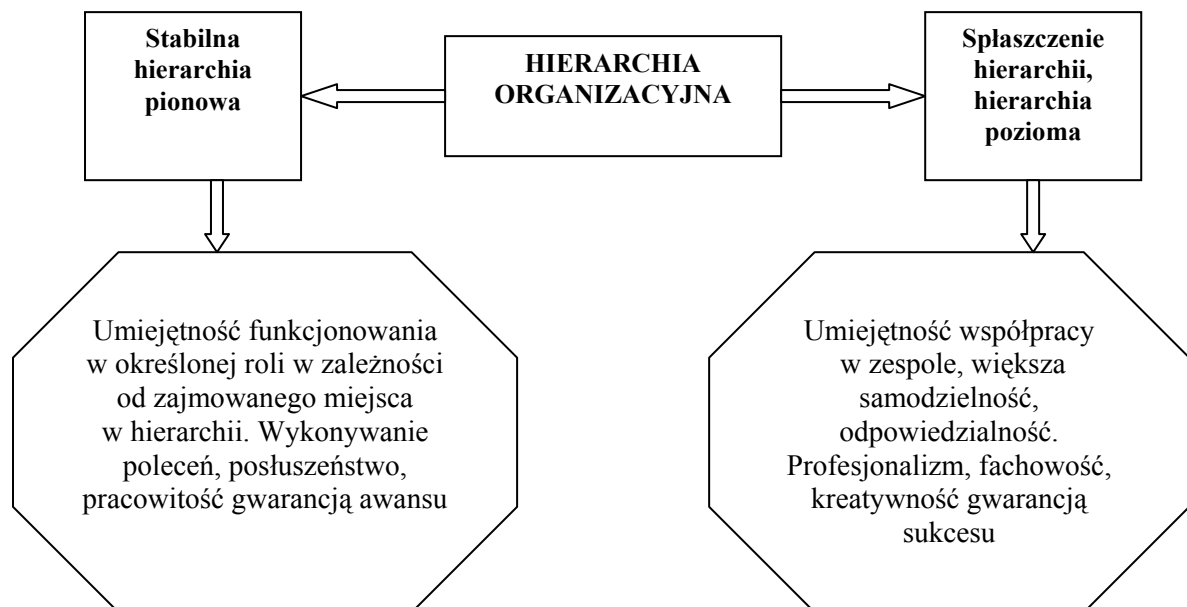 Stabilna
hierarchia
pionowa
HIERARCHIA
ORGANIZACYJNA
Spłaszczenie
hierarchii,
hierarchia
pozioma
Umiejętność funkcjonowania
w określonej roli w zależności
od zajmowanego miejsca
w hierarchii. Wykonywanie
poleceń, posłuszeństwo,
pracowitość gwarancją awansu
Umiejętność współpracy
w zespole, większa
samodzielność,
odpowiedzialność.
Profesjonalizm, fachowość,
kreatywność gwarancją
sukcesu